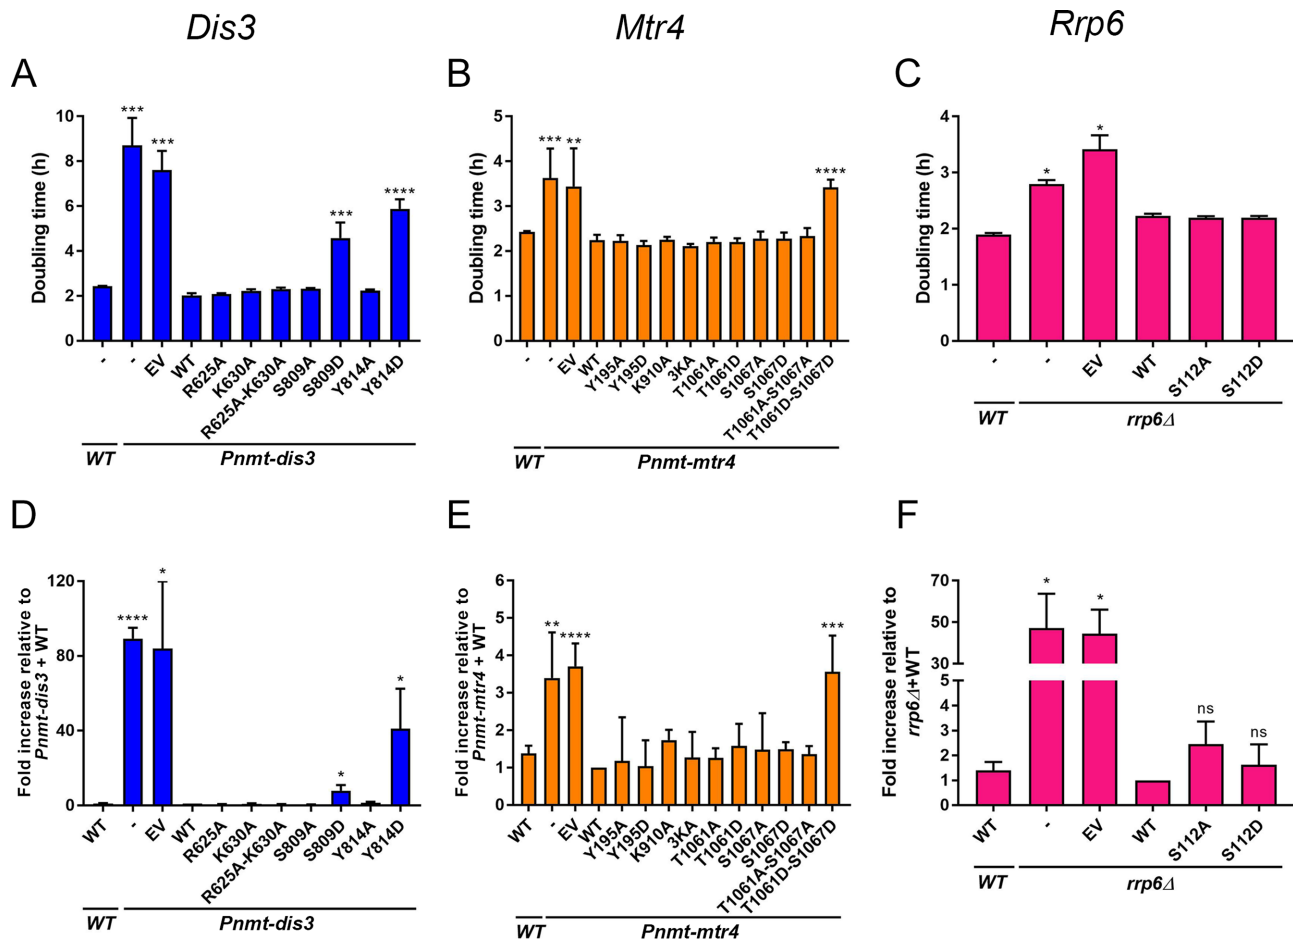 Dis3
Mtr4
Rrp6
A
Doubling time (h)
10
8
6
4
2
0
***
***
***
****
-
-
EV
WT
R625A
K630A
R625A-K630A
S809A
S809D
Y814A
Y814D
WT
Pnmt-dis3
B
Doubling time (h)
5
4
3
2
1
0
***
**
****
-
-
EV
WT
Y195A
Y195D
K910A
3KA
T1061A
T1061D
S1067A
S1067D
T1061A-S1067A
T1061D-S1067D
WT
Pnmt-mtr4
C
Doubling time (h)
4
3
2
1
0
*
*
-
-
EV
WT
S112A
S112D
WT
rrp6Δ
D
Fold increase relative to
Pnmt-dis3 + WT
120
80
40
0
****
*
*
*
WT
-
EV
WT
R625A
K630A
R625A-K630A
S809A
S809D
Y814A
Y814D
WT
Pnmt-dis3
E
Fold increase relative to
Pnmt-mtr4 + WT
6
5
4
3
2
1
0
**
****
***
WT
-
EV
WT
Y195A
Y195D
K910A
3KA
T1061A
T1061D
S1067A
S1067D
T1061A-S1067A
T1061D-S1067D
WT
Pnmt-mtr4
F
Fold increase relative to
rrp6Δ+WT
70
50
30
5
4
3
2
1
0
*
*
ns
ns
WT
-
EV
WT
S112A
S112D
WT
rrp6Δ